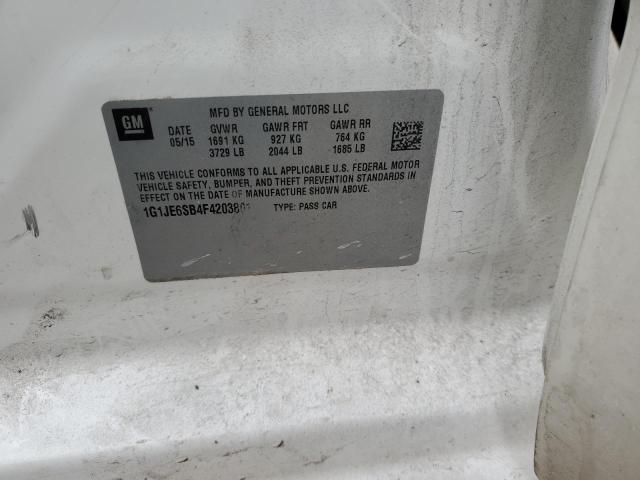 GM
MFD BY GENERAL MOTORS LLC
DATE GVWR GAWR FRT GAWR RR
05/15 1691 KG 927 KG 764 KG
3729 LB 2044 LB 1685 LB
THIS VEHICLE CONFORMS TO ALL APPLICABLE U.S. FEDERAL MOTOR
VEHICLE SAFETY, BUMPER, AND THEFT PREVENTION STANDARDS IN
EFFECT ON THE DATE OF MANUFACTURE SHOWN ABOVE.
TYPE: PASS CAR